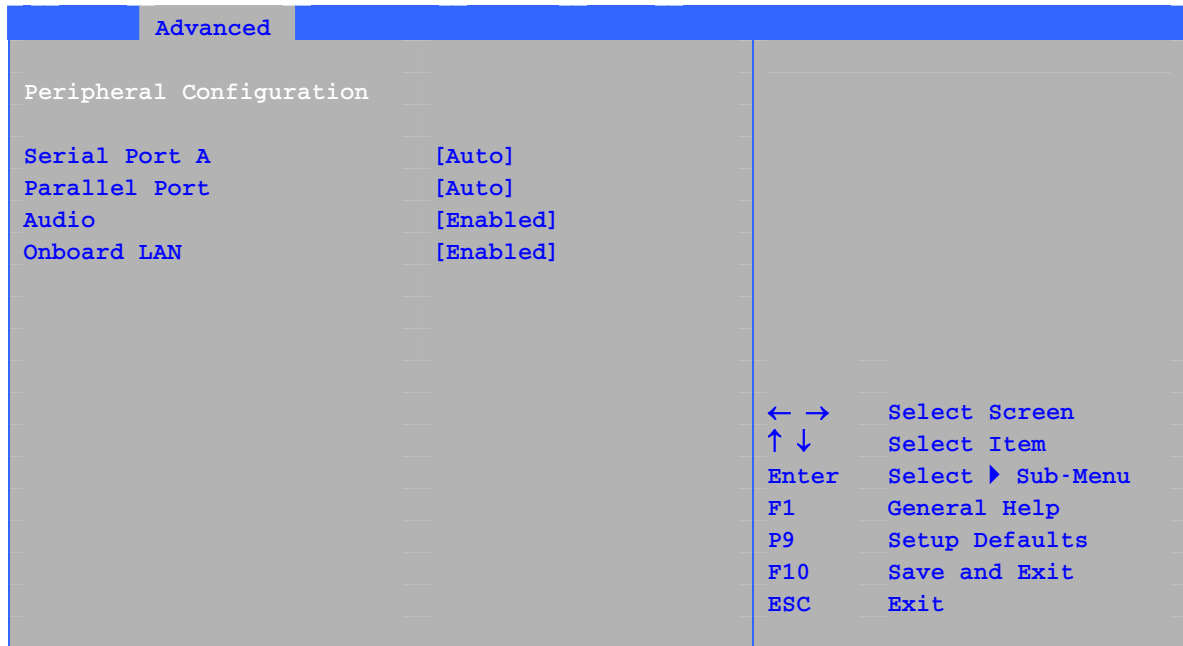 Advanced
Peripheral Configuration
Serial Port A [Auto]
Parallel Port [Auto]
Audio [Enabled]
Onboard LAN [Enabled]
← → Select Screen
↑ ↓ Select Item
Enter Select ▶ Sub-Menu
F1 General Help
P9 Setup Defaults
F10 Save and Exit
ESC Exit